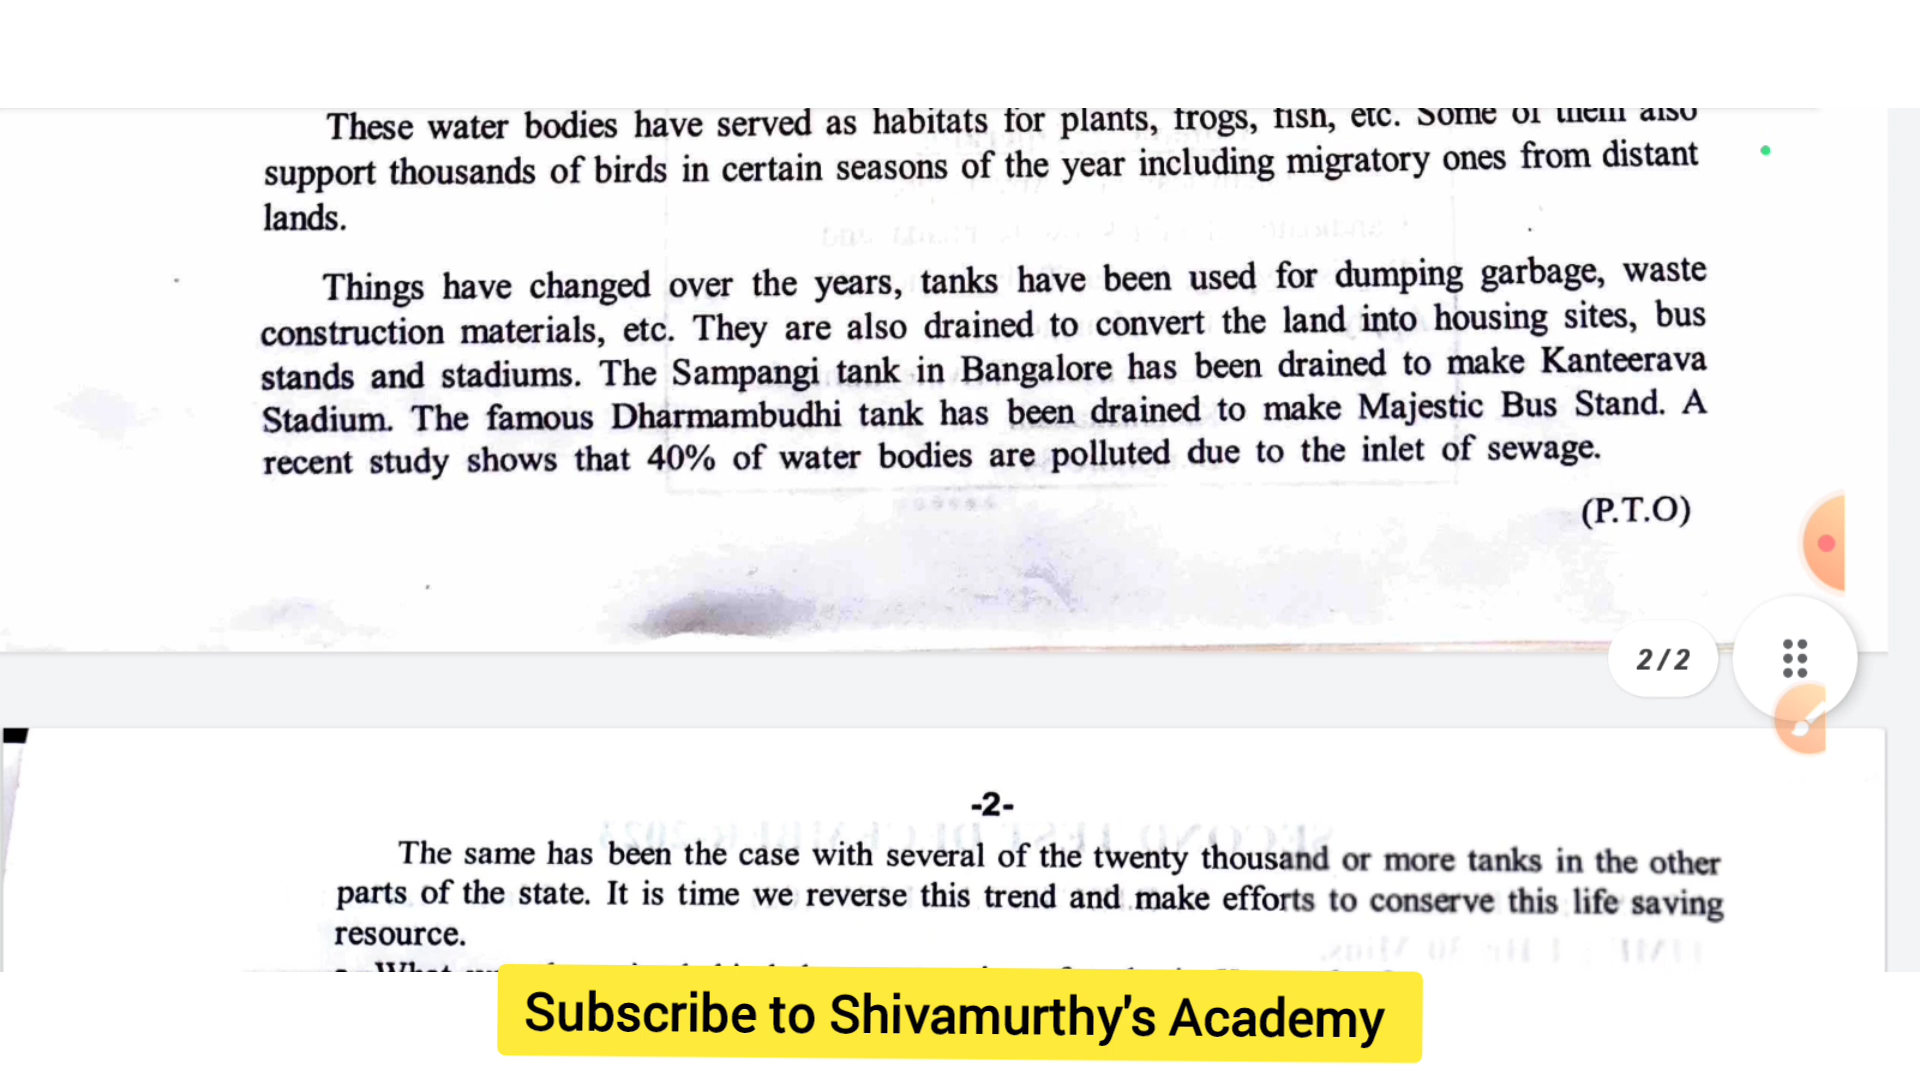 These water bodies have served as habitats for plants, frogs, fish, etc. Some of them also
support thousands of birds in certain seasons of the year including migratory ones from distant
lands.
Things have changed over the years, tanks have been used for dumping garbage, waste
construction materials, etc. They are also drained to convert the land into housing sites, bus
stands and stadiums. The Sampangi tank in Bangalore has been drained to make Kanteerava
Stadium. The famous Dharmambudhi tank has been drained to make Majestic Bus Stand. A
recent study shows that 40% of water bodies are polluted due to the inlet of sewage.
(P.T.O)
2/2
-2-
The same has been the case with several of the twenty thousand or more tanks in the other
parts of the state. It is time we reverse this trend and make efforts to conserve this life saving
resource.
Subscribe to Shivamurthy's Academy